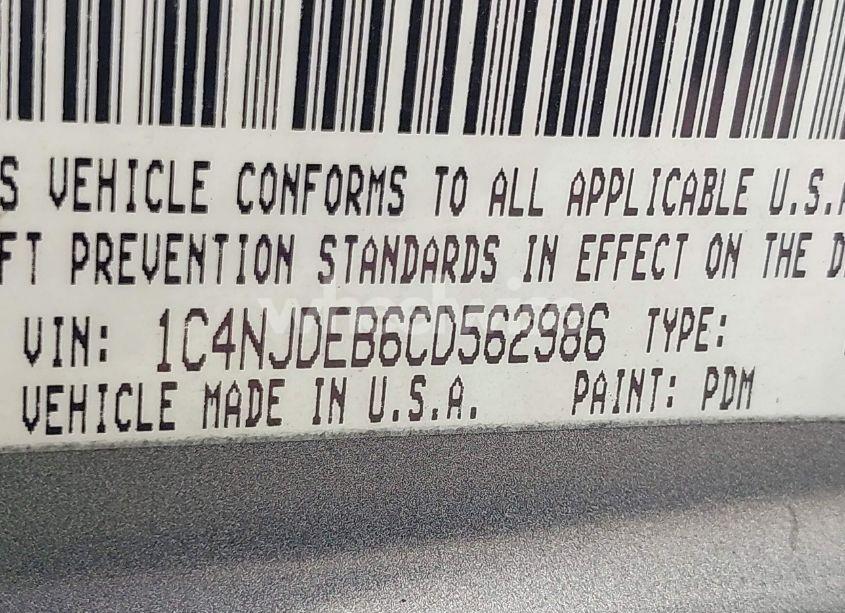 S VEHICLE CONFORMS TO ALL APPLICABLE U.S.A
FT PREVENTION STANDARDS IN EFFECT ON THE D
VIN: 1C4NJDEB6CD562986 TYPE:
VEHICLE MADE IN U.S.A. PAINT: PDM